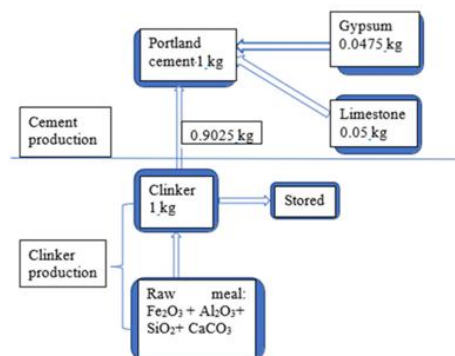 Portland
cement 1 kg
Gypsum
0.0475 kg
Limestone
0.05 kg
Cement
production
0.9025 kg
Clinker
1 kg
Stored
Clinker
production
Raw meal:
Fe₂O₃ + Al₂O₃+
SiO₂+ CaCO₃